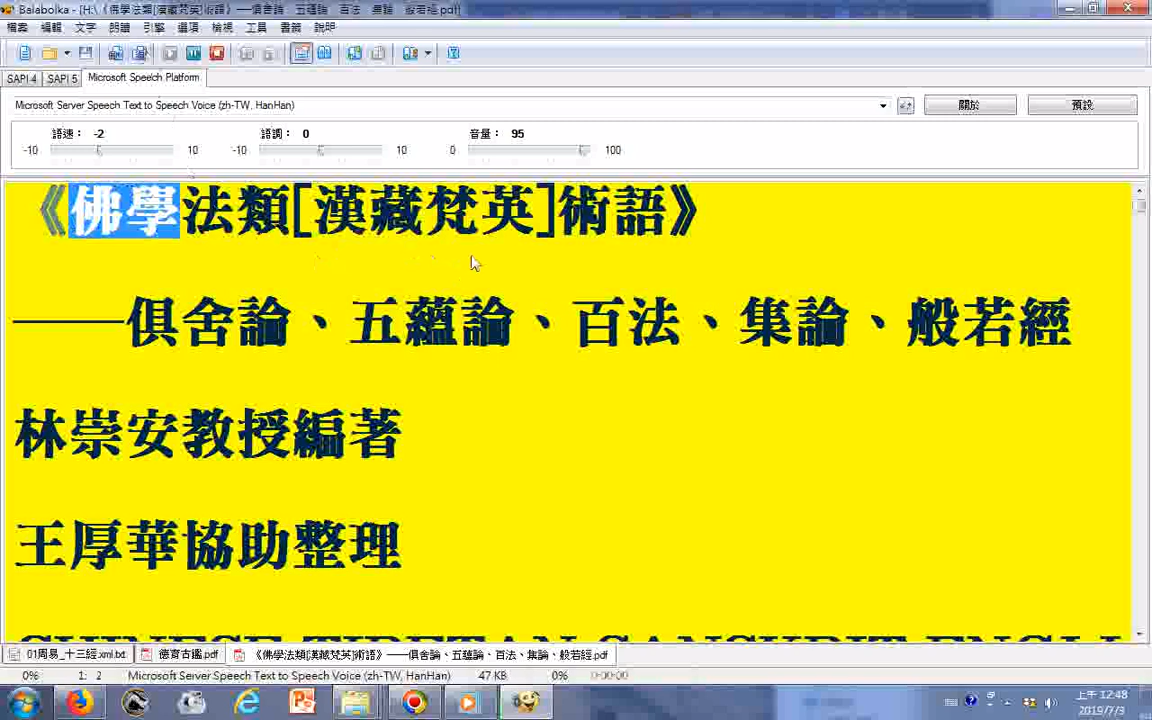 Balabolka - [H:\《佛學法類[漢藏梵英]術語》──俱舍論、五蘊論、百法、集論、般若經.pdf]
檔案 編輯 文字 朗讀 引擎 選項 檢視 工具 書籤 說明
SAPI 4 SAPI 5 Microsoft Speech Platform
Microsoft Server Speech Text to Speech Voice (zh-TW, HanHan) 關於 預設
語速： -2 語調： 0 音量： 95
-10 10 -10 10 0 100
《佛學法類[漢藏梵英]術語》
──俱舍論、五蘊論、百法、集論、般若經
林崇安教授編著
王厚華協助整理
CHINESE-TIBETAN-SANSKRIT-ENGLI
01周易_十三經.xml.txt 德育古鑑.pdf 《佛學法類[漢藏梵英]術語》──俱舍論、五蘊論、百法、集論、般若經.pdf
0% 1: 2 Microsoft Server Speech Text to Speech Voice (zh-TW, HanHan) 47 KB 0% 0:00:00
上午 12:48
2019/7/3